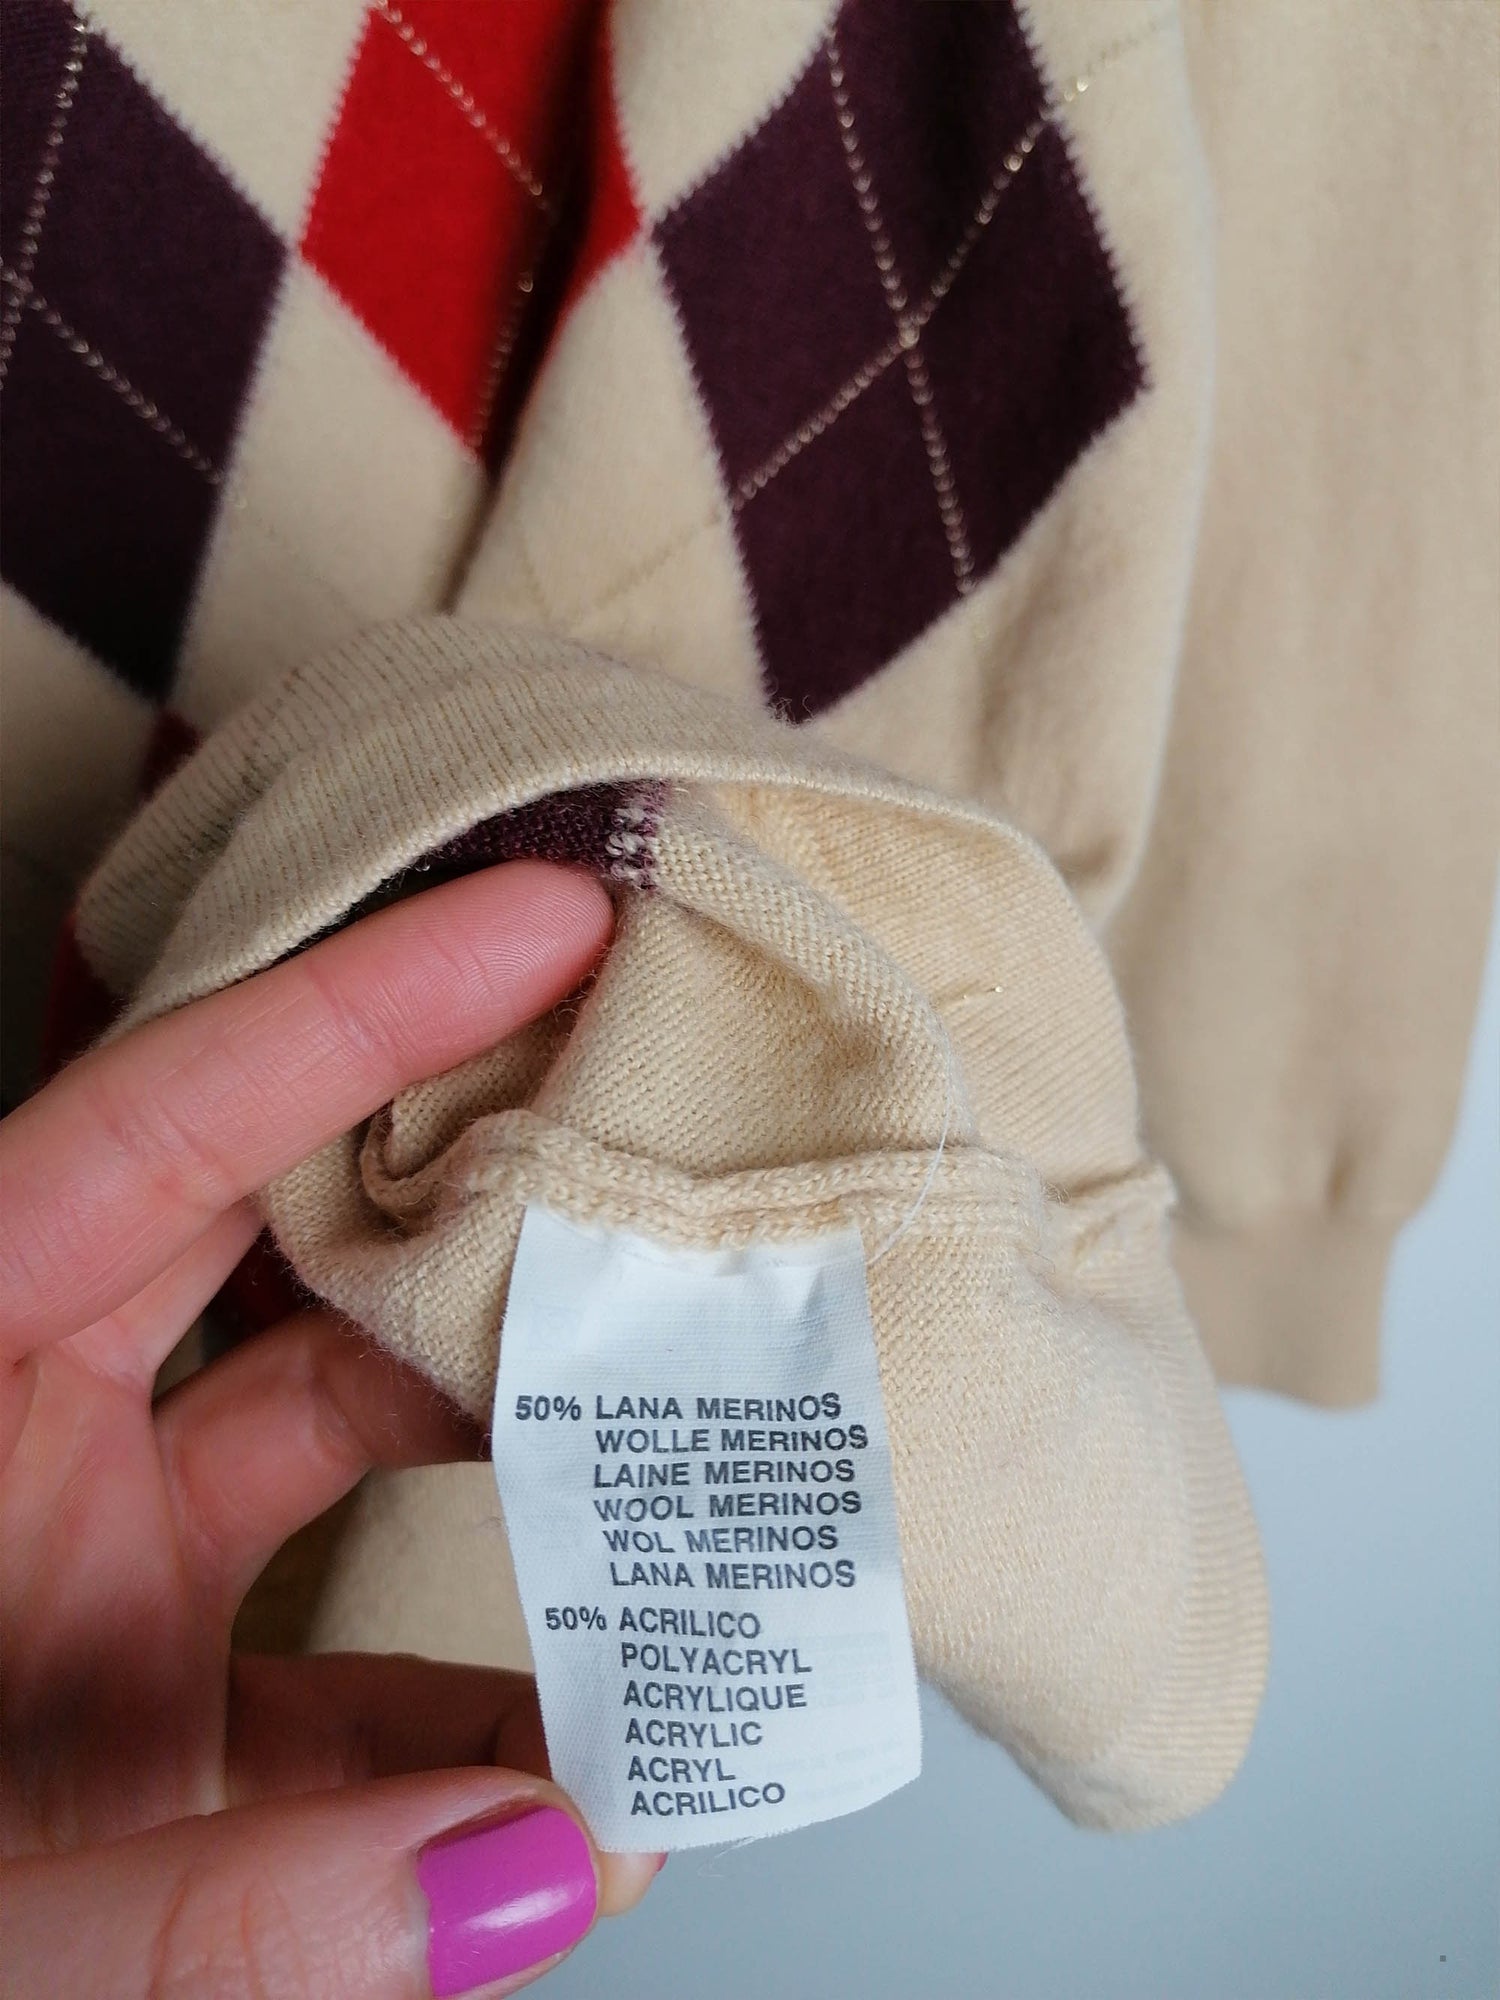 50% LANA MERINOS
WOLLE MERINOS
LAINE MERINOS
WOOL MERINOS
WOL MERINOS
LANA MERINOS
50% ACRILICO
POLYACRYL
ACRYLIQUE
ACRYLIC
ACRYL
ACRILICO